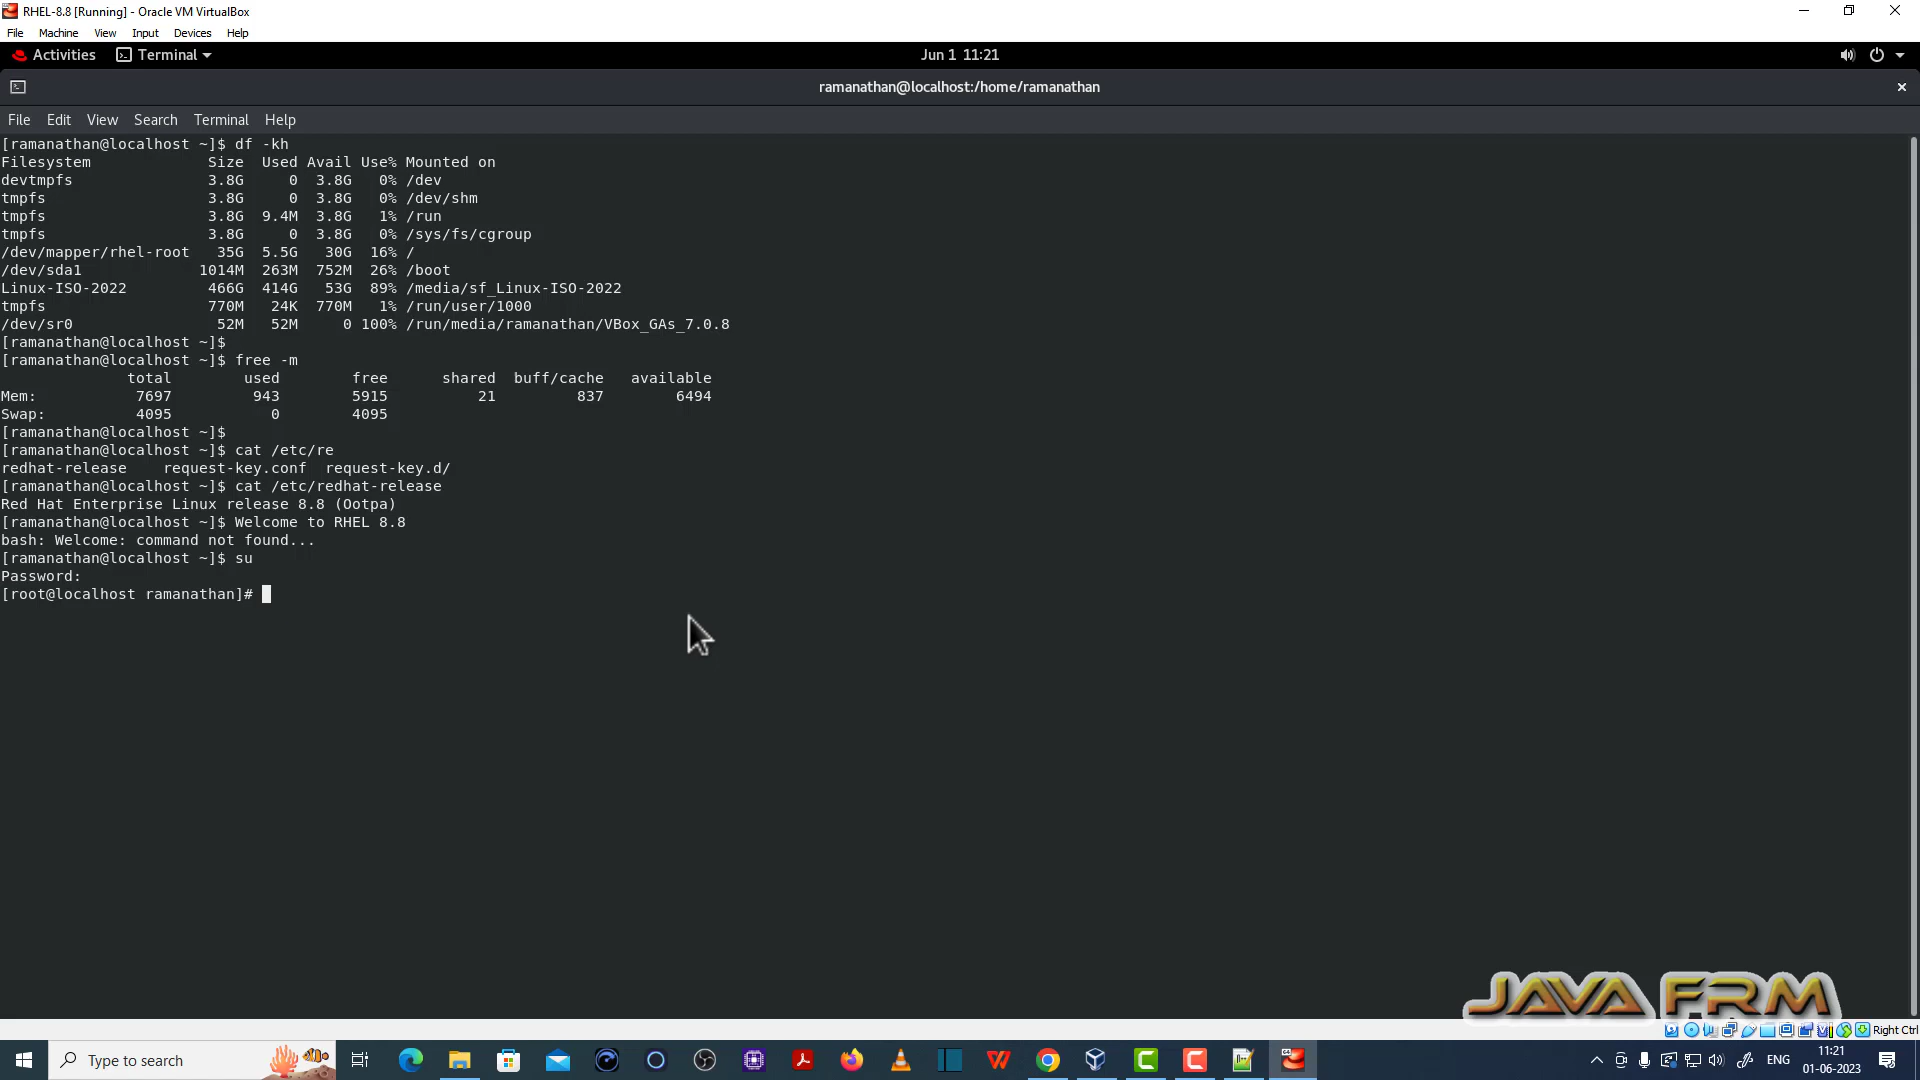 RHEL-8.8 [Running] - Oracle VM VirtualBox
File Machine View Input Devices Help
Activities Terminal Jun 1 11:21
ramanathan@localhost:/home/ramanathan
File Edit View Search Terminal Help
[ramanathan@localhost ~]$ df -kh
Filesystem Size Used Avail Use% Mounted on
devtmpfs 3.8G 0 3.8G 0% /dev
tmpfs 3.8G 0 3.8G 0% /dev/shm
tmpfs 3.8G 9.4M 3.8G 1% /run
tmpfs 3.8G 0 3.8G 0% /sys/fs/cgroup
/dev/mapper/rhel-root 35G 5.5G 30G 16% /
/dev/sda1 1014M 263M 752M 26% /boot
Linux-ISO-2022 466G 414G 53G 89% /media/sf_Linux-ISO-2022
tmpfs 770M 24K 770M 1% /run/user/1000
/dev/sr0 52M 52M 0 100% /run/media/ramanathan/VBox_GAs_7.0.8
[ramanathan@localhost ~]$
[ramanathan@localhost ~]$ free -m
total used free shared buff/cache available
Mem: 7697 943 5915 21 837 6494
Swap: 4095 0 4095
[ramanathan@localhost ~]$
[ramanathan@localhost ~]$ cat /etc/re
redhat-release request-key.conf request-key.d/
[ramanathan@localhost ~]$ cat /etc/redhat-release
Red Hat Enterprise Linux release 8.8 (Ootpa)
[ramanathan@localhost ~]$ Welcome to RHEL 8.8
bash: Welcome: command not found...
[ramanathan@localhost ~]$ su
Password:
[root@localhost ramanathan]#
JAVA FRM
Right Ctrl
Type to search
ENG
11:21
01-06-2023